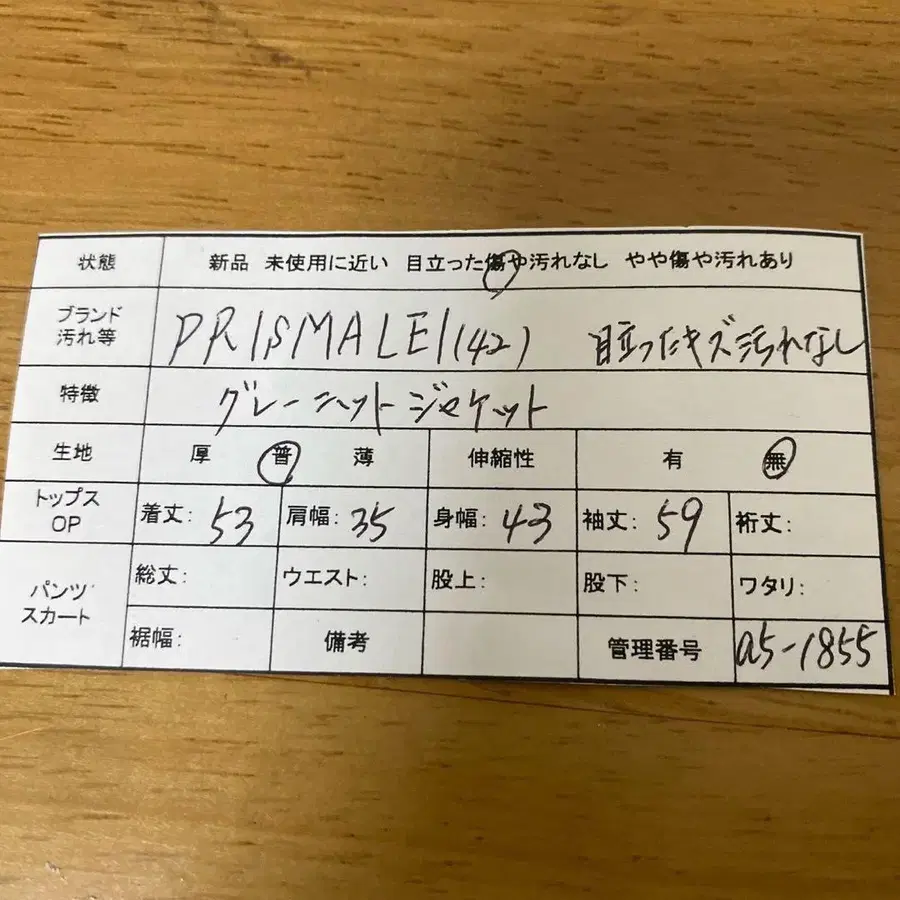 状態 新品 未使用に近い 目立った傷や汚れなし やや傷や汚れあり
ブランド
汚れ等
PRISMALEI(42) 目立ったキズ汚れなし
特徴 グレーニットジャケット
生地 厚 普 薄 伸縮性 有 無
トップス
OP
着丈: 53 肩幅: 35 身幅: 43 袖丈: 59 裄丈:
パンツ
スカート
総丈: ウエスト: 股上: 股下: ワタリ:
裾幅: 備考 管理番号 a5-1855